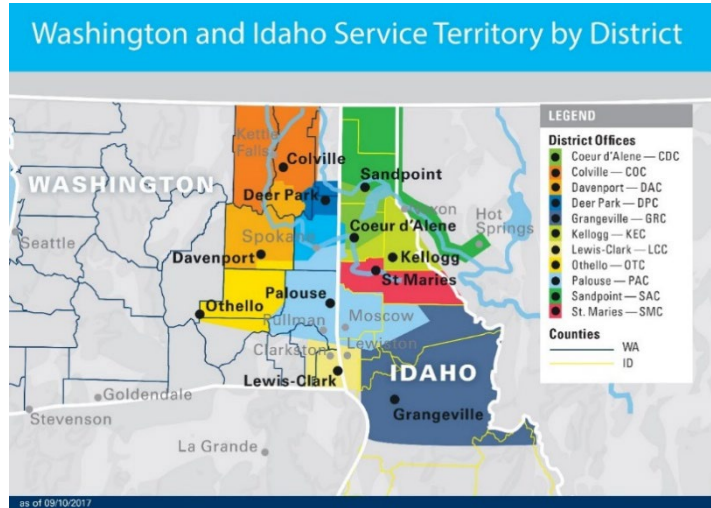 Washington and Idaho Service Territory by District
Kettle
Falls
Colville
WASHINGTON
Sandpoint
Deer Park
Hot
Springs
Seattle
Spokane
Coeur d'Alene
Davenport
Kellogg
St Maries
Palouse
Othello
Pullman
Moscow
Clarkston
Lewiston
Lewis-Clark
IDAHO
Goldendale
Grangeville
Stevenson
La Grande
LEGEND
District Offices
Coeur d'Alene — CDC
Colville — COC
Davenport — DAC
Deer Park — DPC
Grangeville — GRC
Kellogg — KEC
Lewis-Clark — LCC
Othello — OTC
Palouse — PAC
Sandpoint — SAC
St. Maries — SMC
Counties
WA
ID
as of 09/10/2017